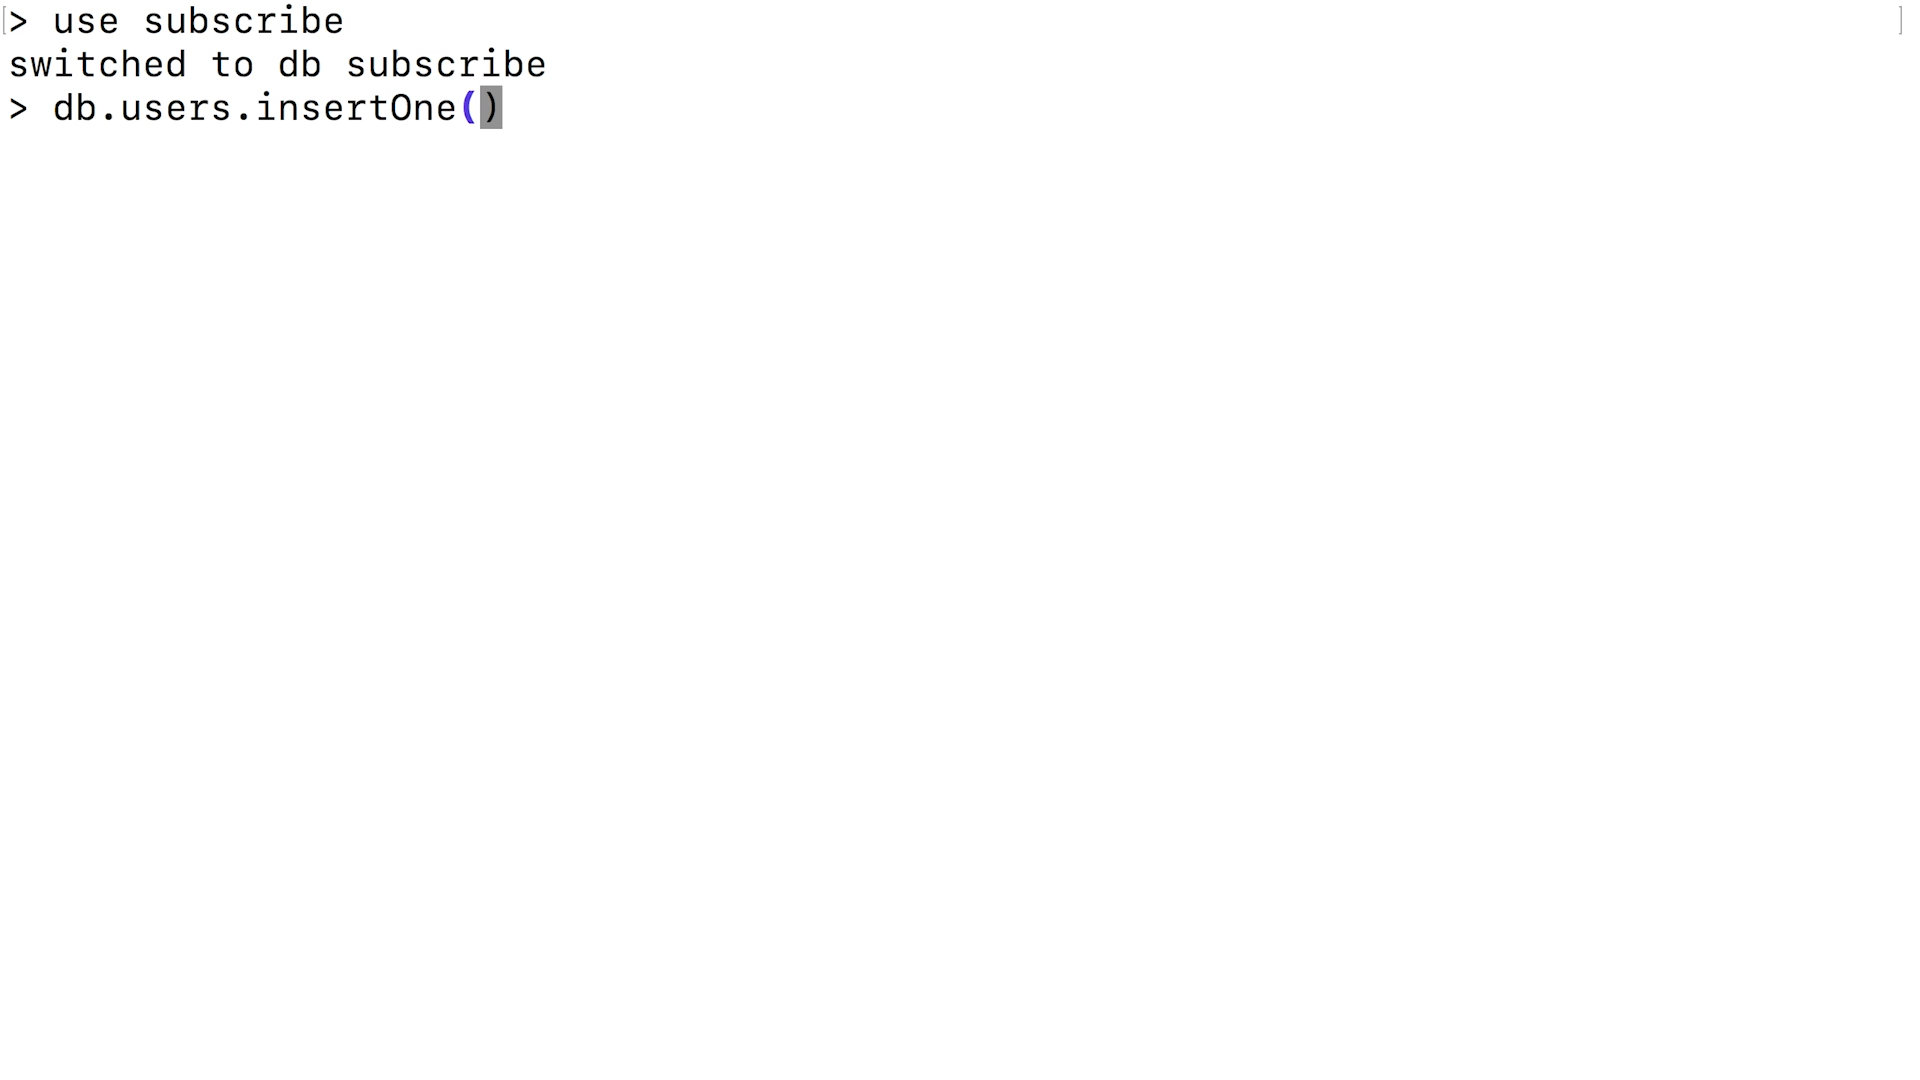 > use subscribe
switched to db subscribe
> db.users.insertOne()